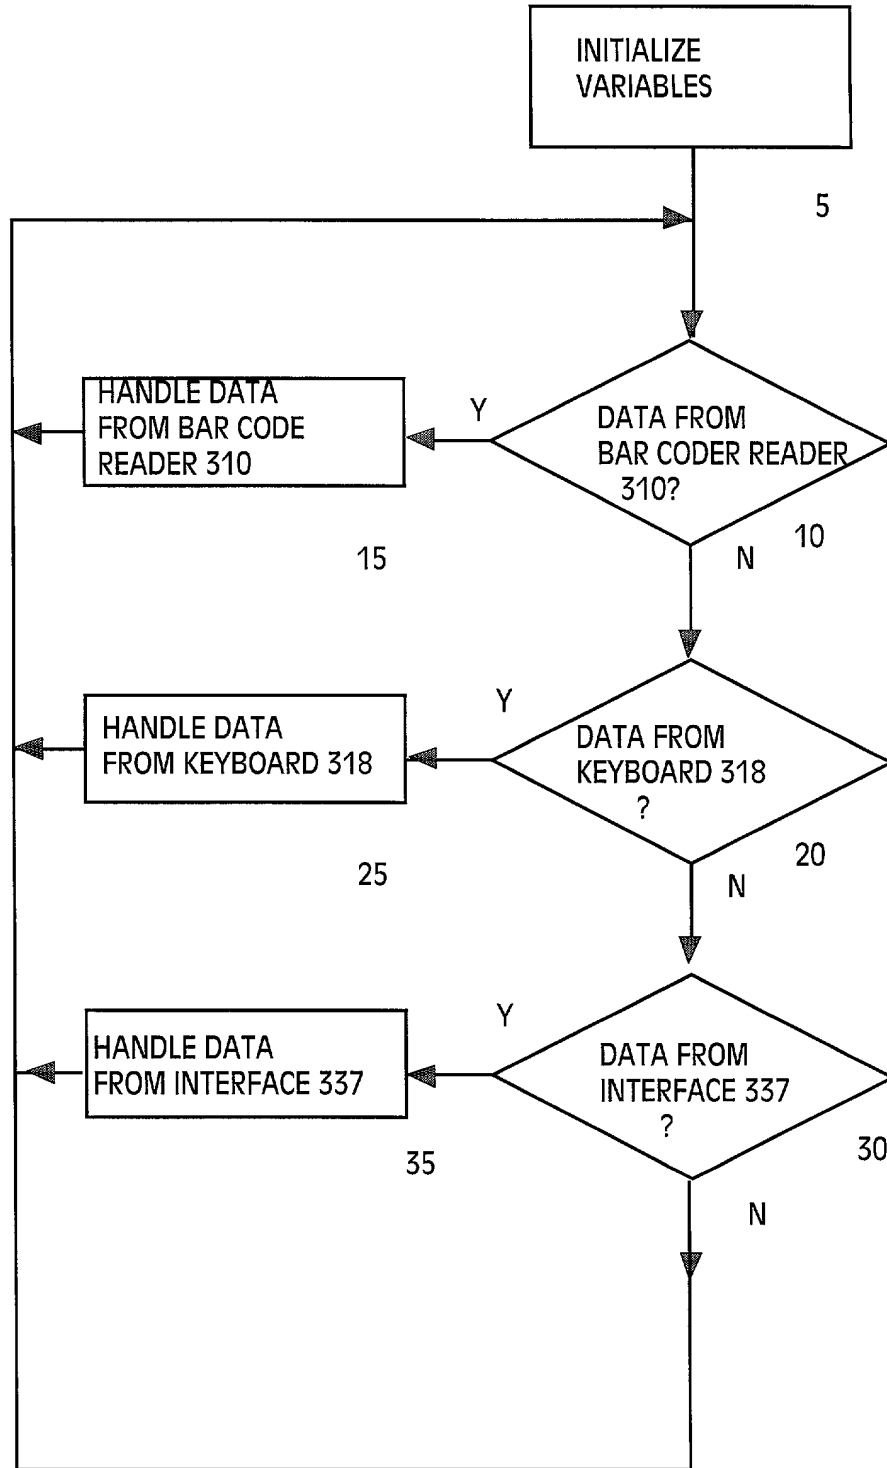 INITIALIZE
VARIABLES
5
HANDLE DATA
FROM BAR CODE
READER 310
Y
DATA FROM
BAR CODER READER
310?
15
N
10
HANDLE DATA
FROM KEYBOARD 318
Y
DATA FROM
KEYBOARD 318
?
25
N
20
HANDLE DATA
FROM INTERFACE 337
Y
DATA FROM
INTERFACE 337
?
35
30
N